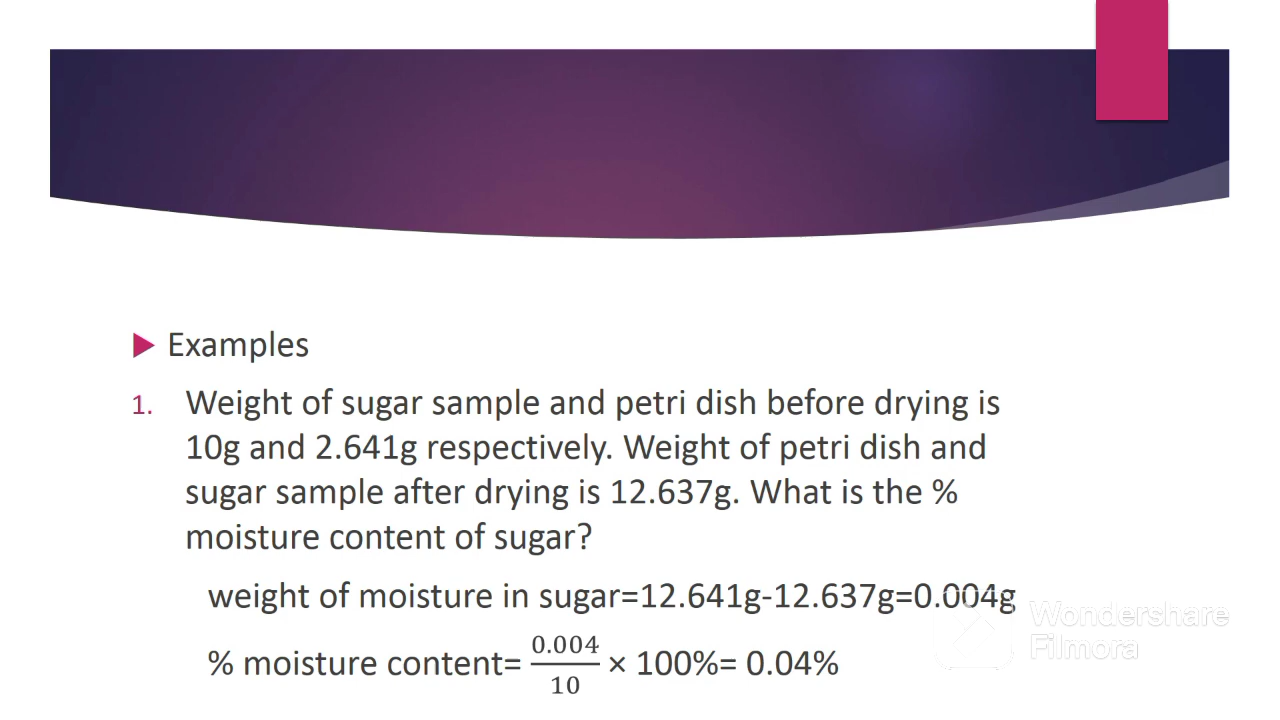 Examples
1. Weight of sugar sample and petri dish before drying is
10g and 2.641g respectively. Weight of petri dish and
sugar sample after drying is 12.637g. What is the %
moisture content of sugar?
weight of moisture in sugar=12.641g-12.637g=0.004g
% moisture content= 0.004/10 × 100%= 0.04%
Wondershare
Filmora